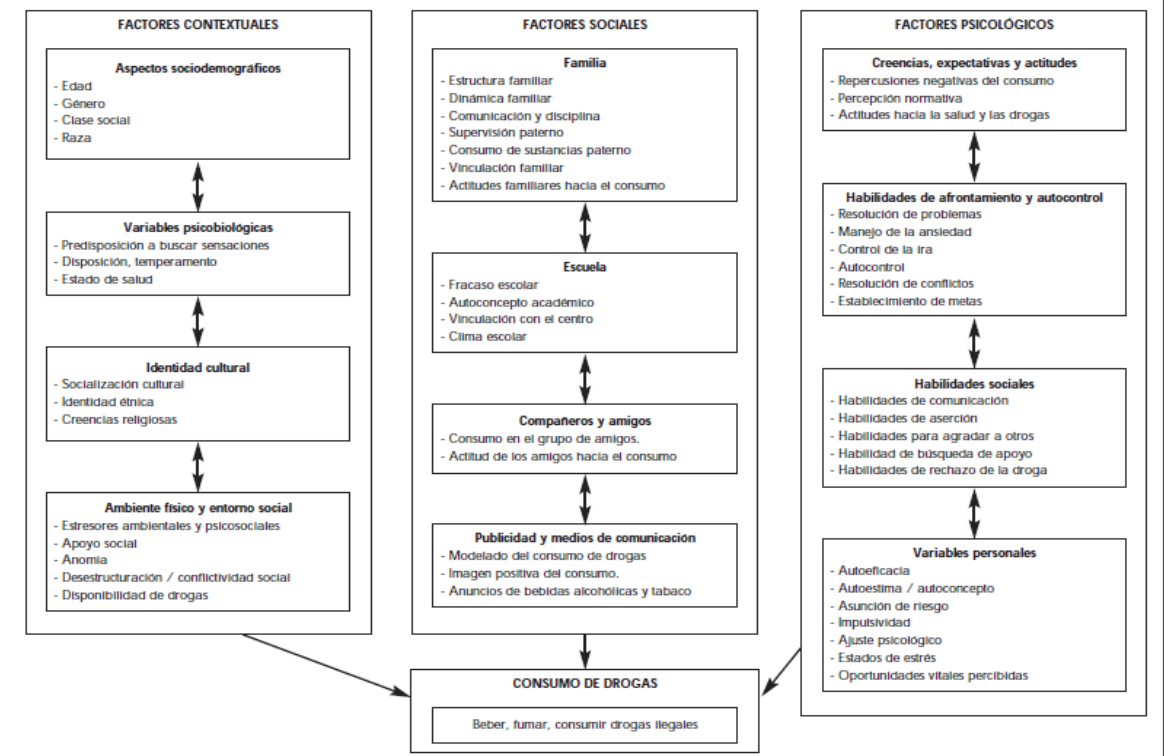 FACTORES CONTEXTUALES
Aspectos sociodemográficos
- Edad
- Género
- Clase social
- Raza
Variables psicobiológicas
- Predisposición a buscar sensaciones
- Disposición, temperamento
- Estado de salud
Identidad cultural
- Socialización cultural
- Identidad étnica
- Creencias religiosas
Ambiente físico y entorno social
- Estresores ambientales y psicosociales
- Apoyo social
- Anomia
- Desestructuración / conflictividad social
- Disponibilidad de drogas
FACTORES SOCIALES
Familia
- Estructura familiar
- Dinámica familiar
- Comunicación y disciplina
- Supervisión paterno
- Consumo de sustancias paterno
- Vinculación familiar
- Actitudes familiares hacia el consumo
Escuela
- Fracaso escolar
- Autoconcepto académico
- Vinculación con el centro
- Clima escolar
Compañeros y amigos
- Consumo en el grupo de amigos.
- Actitud de los amigos hacia el consumo
Publicidad y medios de comunicación
- Modelado del consumo de drogas
- Imagen positiva del consumo.
- Anuncios de bebidas alcohólicas y tabaco
FACTORES PSICOLÓGICOS
Creencias, expectativas y actitudes
- Repercusiones negativas del consumo
- Percepción normativa
- Actitudes hacia la salud y las drogas
Habilidades de afrontamiento y autocontrol
- Resolución de problemas
- Manejo de la ansiedad
- Control de la ira
- Autocontrol
- Resolución de conflictos
- Establecimiento de metas
Habilidades sociales
- Habilidades de comunicación
- Habilidades de aserción
- Habilidades para agradar a otros
- Habilidad de búsqueda de apoyo
- Habilidades de rechazo de la droga
Variables personales
- Autoeficacia
- Autoestima / autoconcepto
- Asunción de riesgo
- Impulsividad
- Ajuste psicológico
- Estados de estrés
- Oportunidades vitales percibidas
CONSUMO DE DROGAS
Beber, fumar, consumir drogas ilegales